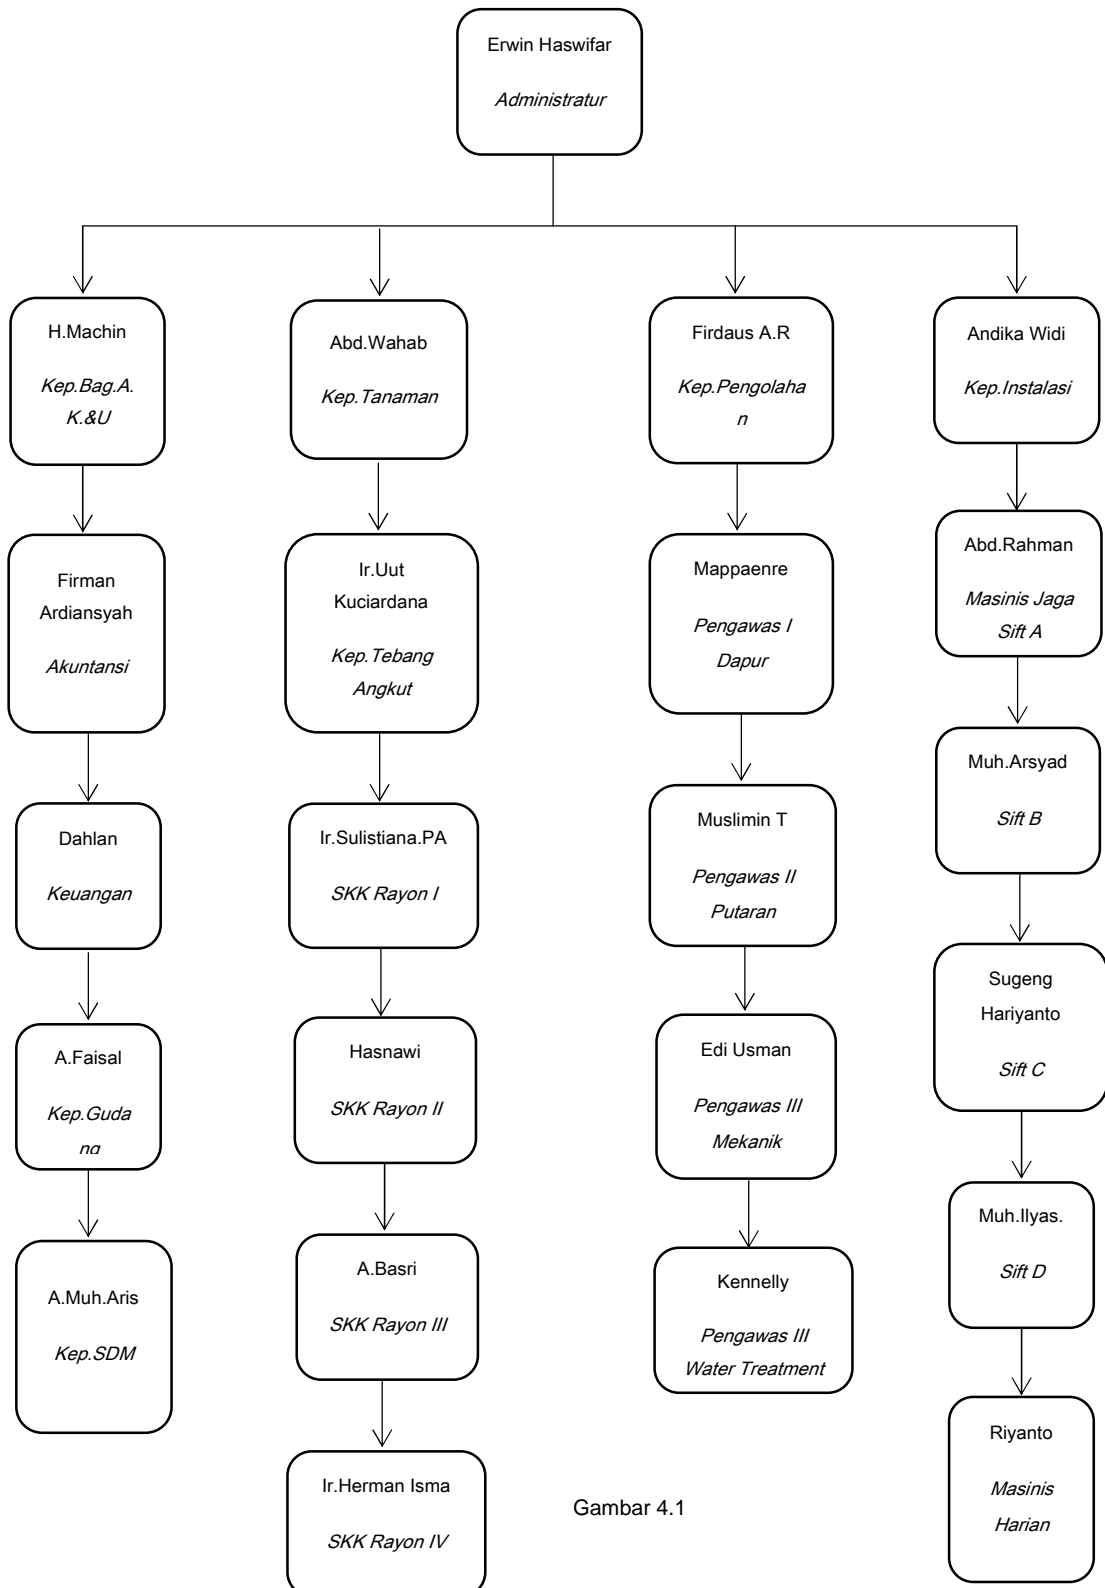 Erwin Haswifar
Administratur
H.Machin
Kep.Bag.A.
K.&U
Abd.Wahab
Kep.Tanaman
Firdaus A.R
Kep.Pengolaha
n
Andika Widi
Kep.Instalasi
Firman
Ardiansyah
Akuntansi
Ir.Uut
Kuciardana
Kep.Tebang
Angkut
Mappaenre
Pengawas I
Dapur
Abd.Rahman
Masinis Jaga
Sift A
Dahlan
Keuangan
Ir.Sulistiana.PA
SKK Rayon I
Muslimin T
Pengawas II
Putaran
Muh.Arsyad
Sift B
A.Faisal
Kep.Guda
ng
Hasnawi
SKK Rayon II
Edi Usman
Pengawas III
Mekanik
Sugeng
Hariyanto
Sift C
A.Muh.Aris
Kep.SDM
A.Basri
SKK Rayon III
Kennelly
Pengawas III
Water Treatment
Muh.Ilyas.
Sift D
Ir.Herman Isma
SKK Rayon IV
Riyanto
Masinis
Harian
Gambar 4.1